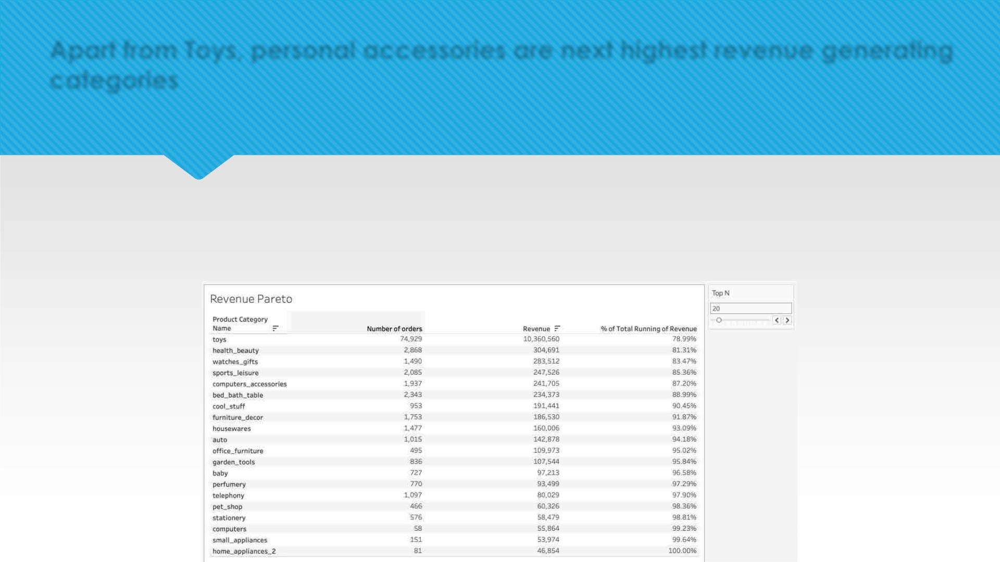 Apart from Toys, personal accessories are next highest revenue generating
categories
Revenue Pareto
Top N
20
Product Category
Name Number of orders Revenue % of Total Running of Revenue
toys 74,929 10,360,560 78.99%
health_beauty 2,868 304,691 81.31%
watches_gifts 1,490 283,512 83.47%
sports_leisure 2,085 247,526 85.36%
computers_accessories 1,937 241,705 87.20%
bed_bath_table 2,343 234,373 88.99%
cool_stuff 953 191,441 90.45%
furniture_decor 1,753 186,530 91.87%
housewares 1,477 160,006 93.09%
auto 1,015 142,878 94.18%
office_furniture 495 109,973 95.02%
garden_tools 836 107,544 95.84%
baby 727 97,213 96.58%
perfumery 770 93,499 97.29%
telephony 1,097 80,029 97.90%
pet_shop 466 60,326 98.36%
stationery 576 58,479 98.81%
computers 58 55,864 99.23%
small_appliances 151 53,974 99.64%
home_appliances_2 81 46,854 100.00%